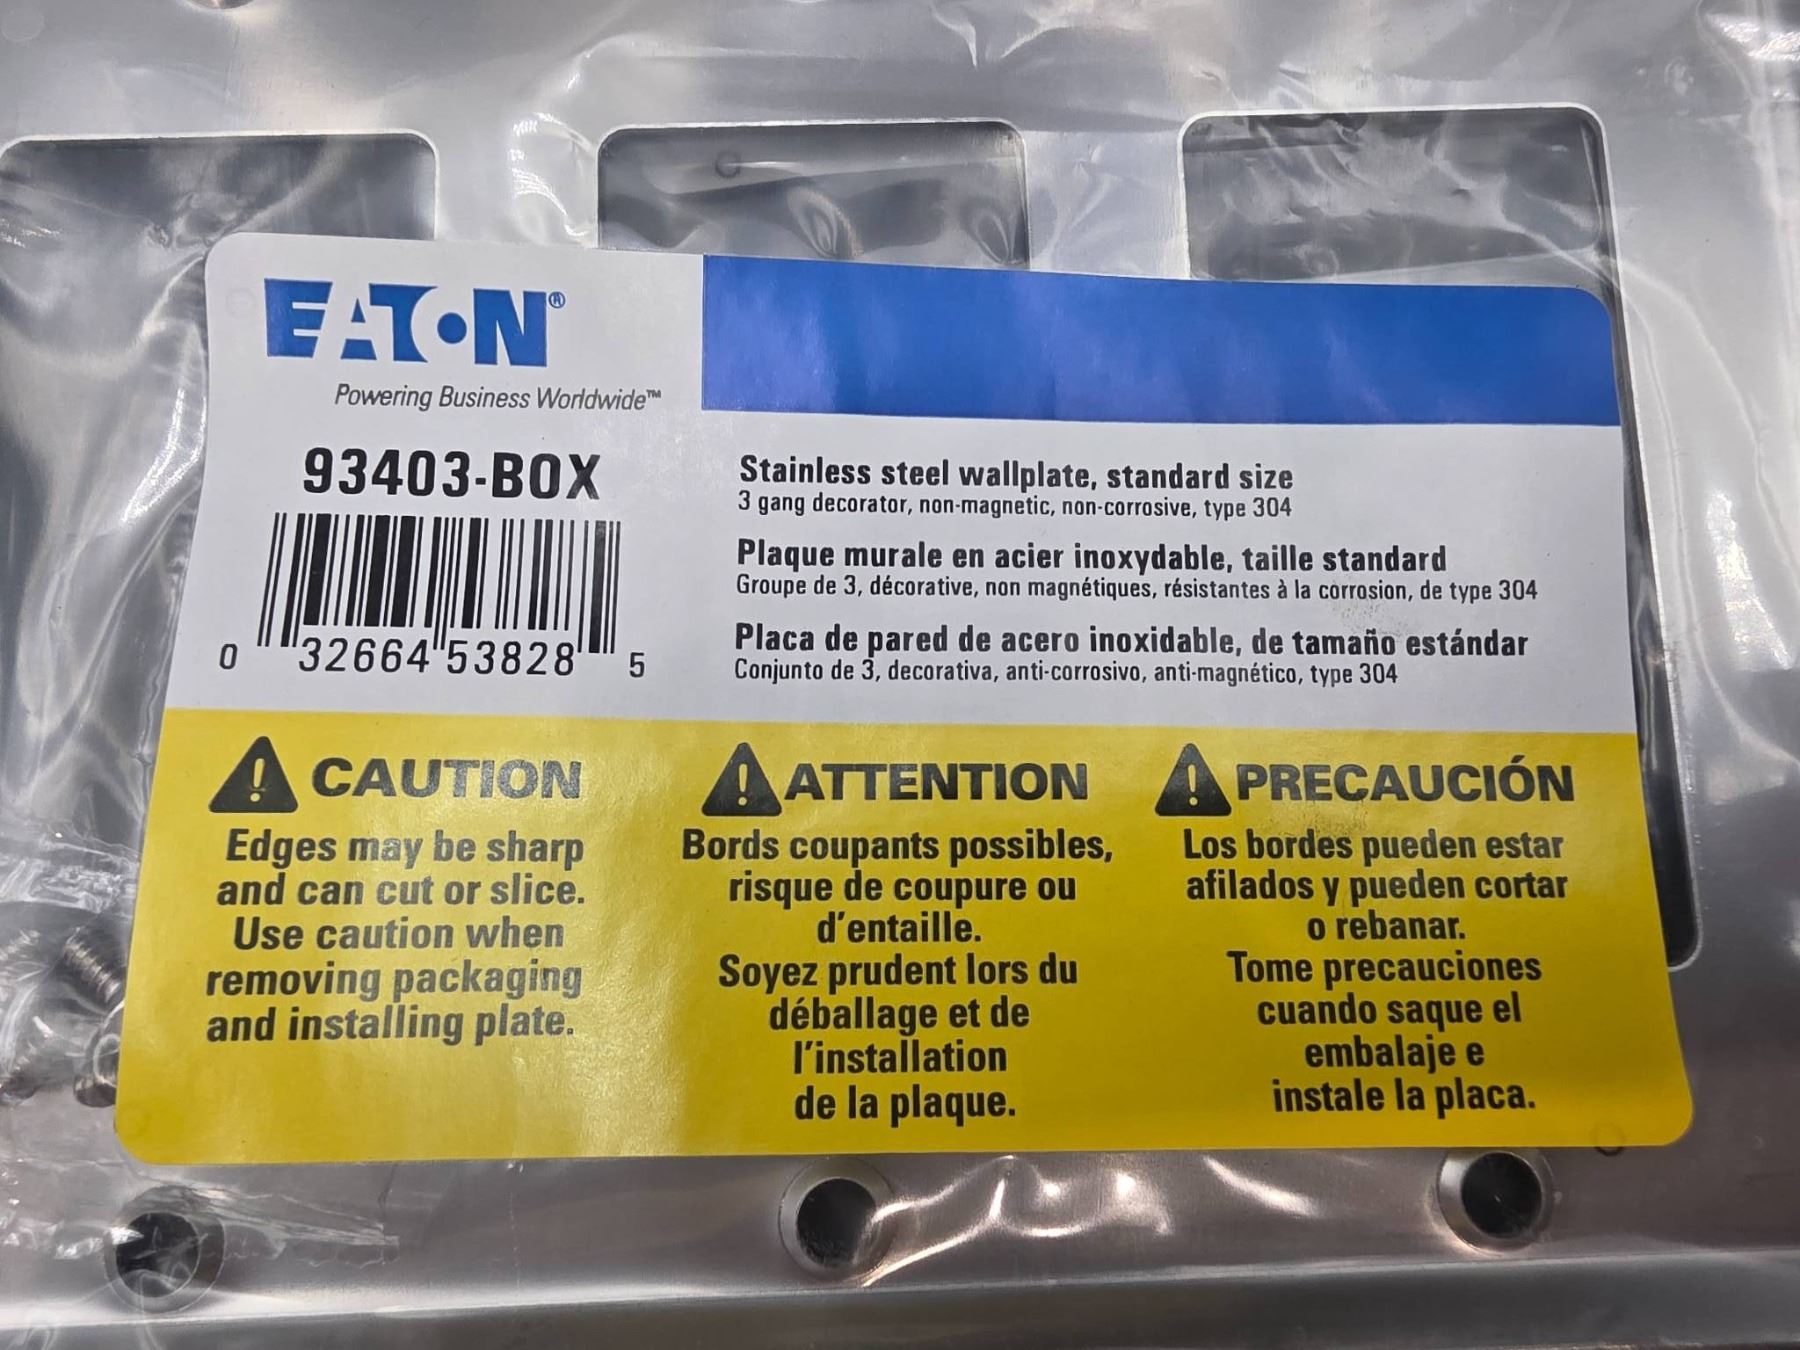 EATON®
Powering Business Worldwide™
93403-BOX
0 32664 53828 5
Stainless steel wallplate, standard size
3 gang decorator, non-magnetic, non-corrosive, type 304
Plaque murale en acier inoxydable, taille standard
Groupe de 3, décorative, non magnétiques, résistantes à la corrosion, de type 304
Placa de pared de acero inoxidable, de tamaño estándar
Conjunto de 3, decorativa, anti-corrosivo, anti-magnético, type 304
CAUTION
Edges may be sharp
and can cut or slice.
Use caution when
removing packaging
and installing plate.
ATTENTION
Bords coupants possibles,
risque de coupure ou
d'entaille.
Soyez prudent lors du
déballage et de
l'installation
de la plaque.
PRECAUCIÓN
Los bordes pueden estar
afilados y pueden cortar
o rebanar.
Tome precauciones
cuando saque el
embalaje e
instale la placa.